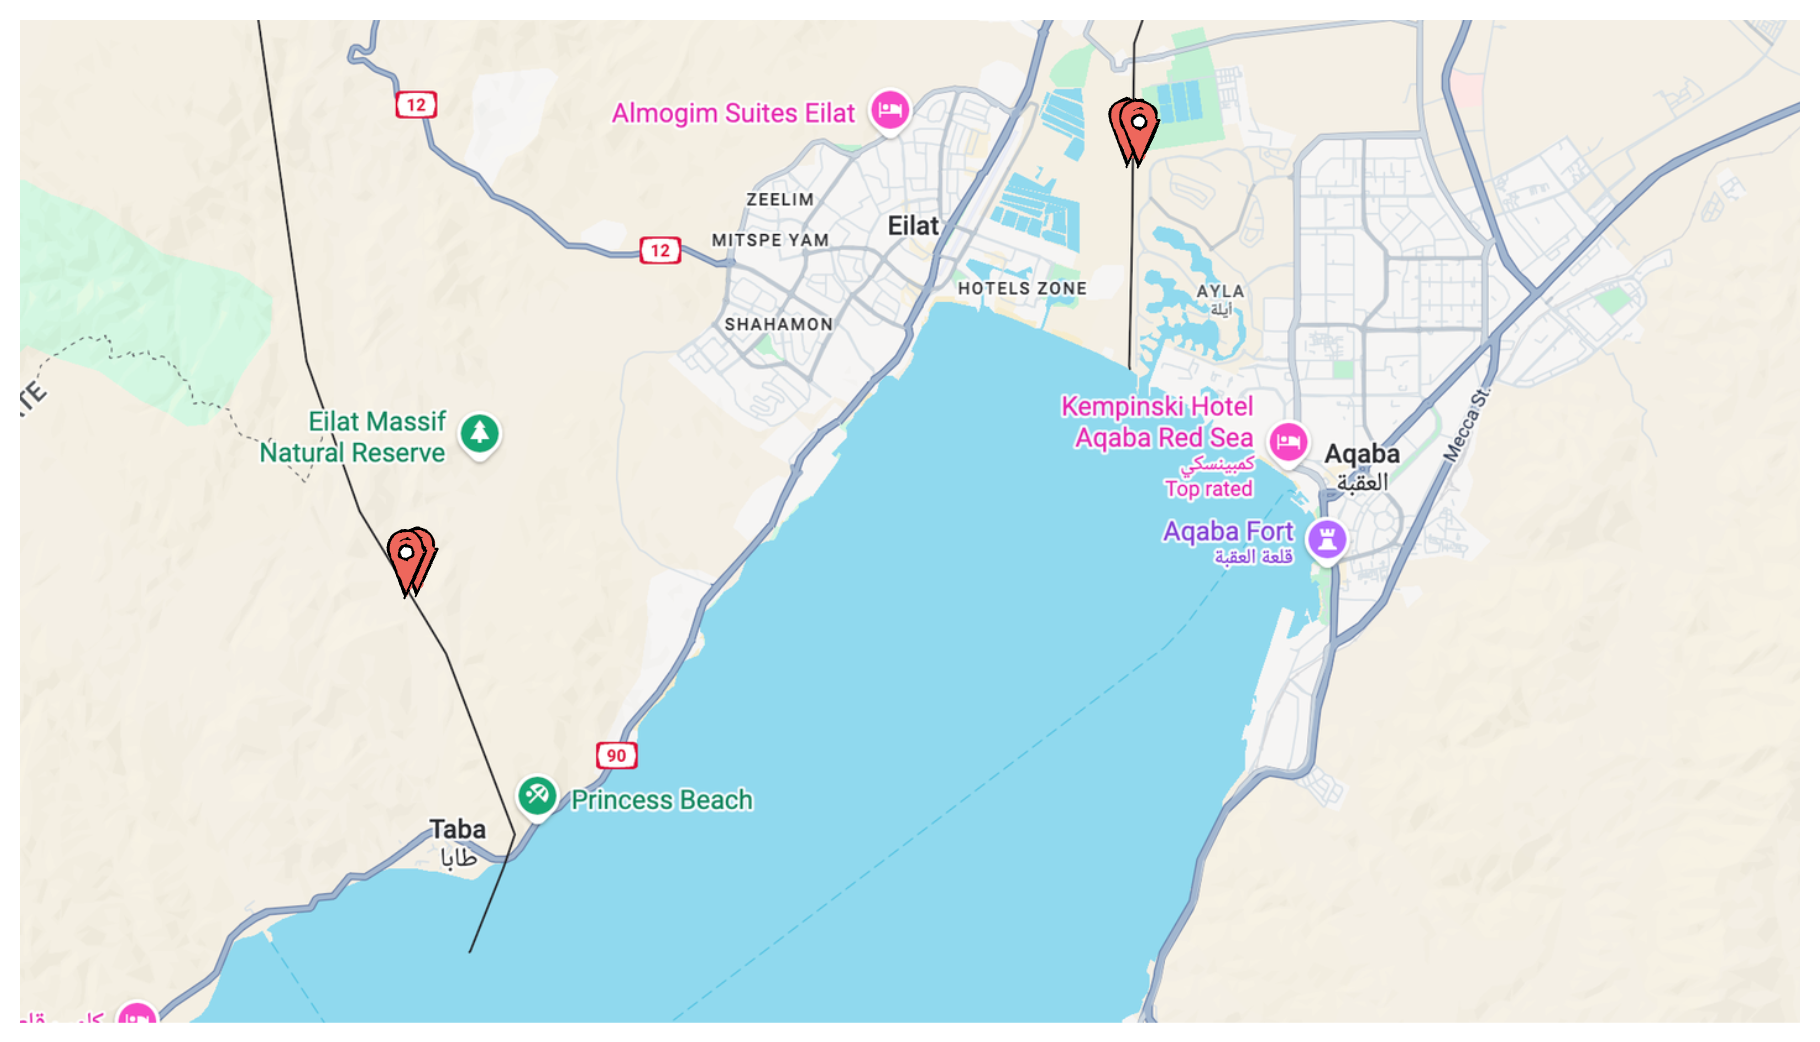 12
Almogim Suites Eilat
ZEELIM
Eilat
MITSPE YAM
12
HOTELS ZONE
AYLA
أيلة
SHAHAMON
Mecca St.
Eilat Massif
Natural Reserve
Kempinski Hotel
Aqaba Red Sea
كمبينسكي
Top rated
Aqaba
العقبة
Aqaba Fort
قلعة العقبة
90
Princess Beach
Taba
طابا